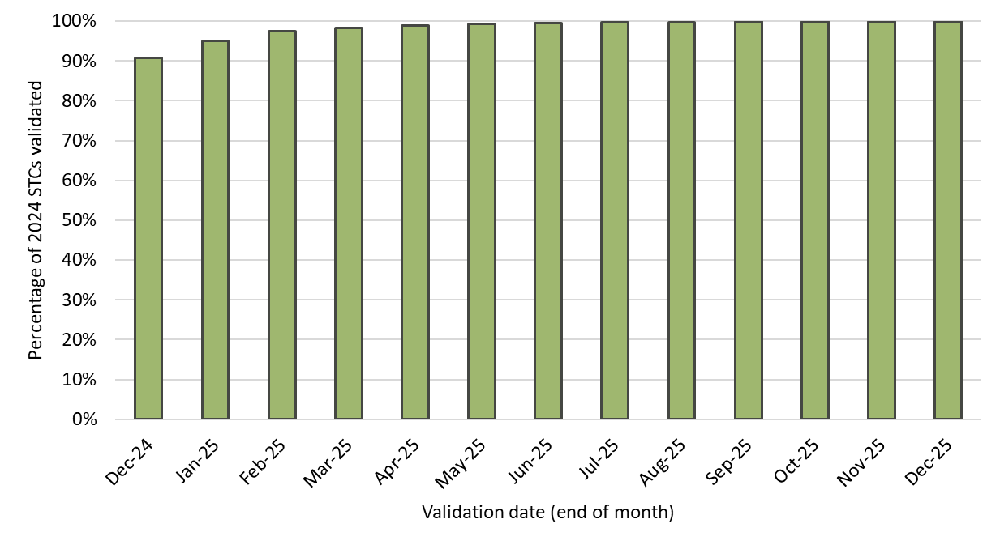 100%
90%
80%
70%
60%
50%
40%
30%
20%
10%
0%
Percentage of 2024 STCs validated
Dec-24
Jan-25
Feb-25
Mar-25
Apr-25
May-25
Jun-25
Jul-25
Aug-25
Sep-25
Oct-25
Nov-25
Dec-25
Validation date (end of month)